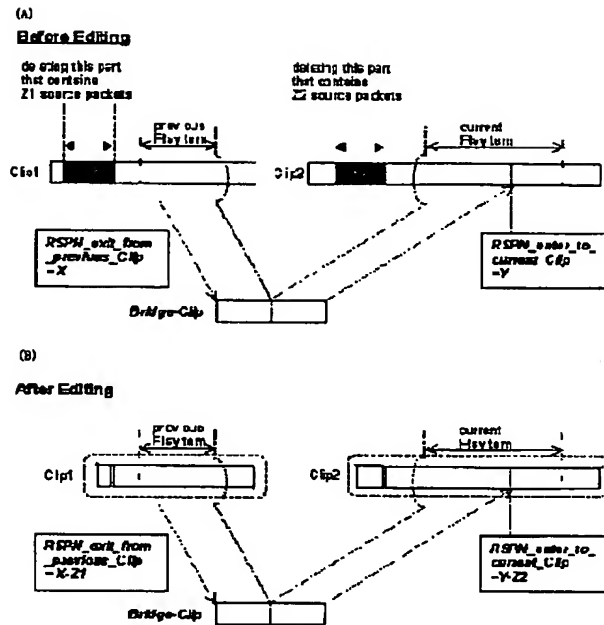 (A)
Before Editing
deleting this part
that contains
Z1 source packets
deleting this part
that contains
Z2 source packets
previous
PlayItem
current
PlayItem
Clip1
Clip2
RSPN_exit_from
_previous_Clip
=X
RSPN_enter_to_
current_Clip
=Y
Bridge-Clip
(B)
After Editing
previous
PlayItem
current
PlayItem
Clip1
Clip2
RSPN_exit_from
_previous_Clip
=X-Z1
RSPN_enter_to_
current_Clip
=Y-Z2
Bridge-Clip